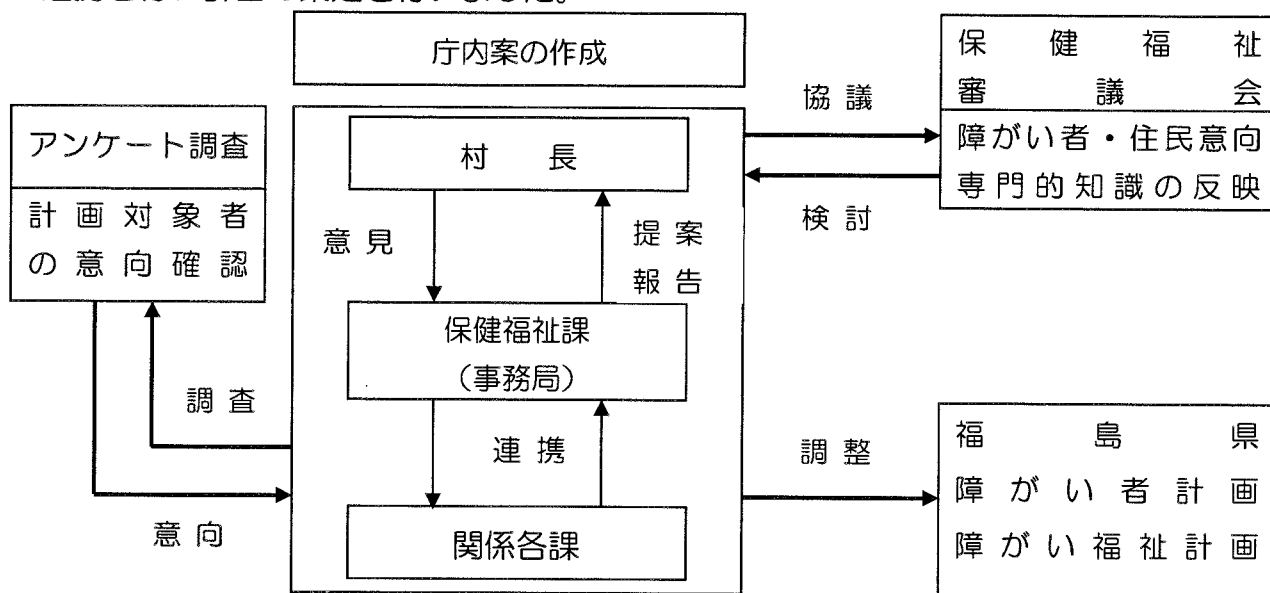 庁内案の作成
保健福祉
審議会
障がい者・住民意向
専門的知識の反映
協議
検討
アンケート調査
計画対象者
の意向確認
村長
意見
提案
報告
保健福祉課
（事務局）
調査
連携
意向
関係各課
調整
福島県
障がい者計画
障がい福祉計画